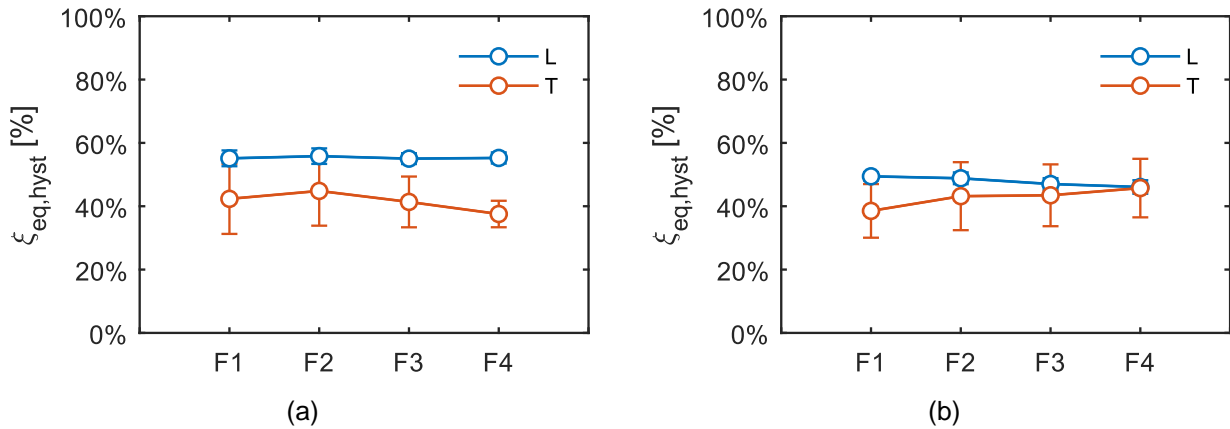 100%
80%
60%
40%
20%
0%
ξeq,hyst [%]
L
T
F1 F2 F3 F4
(a)
100%
80%
60%
40%
20%
0%
ξeq,hyst [%]
L
T
F1 F2 F3 F4
(b)